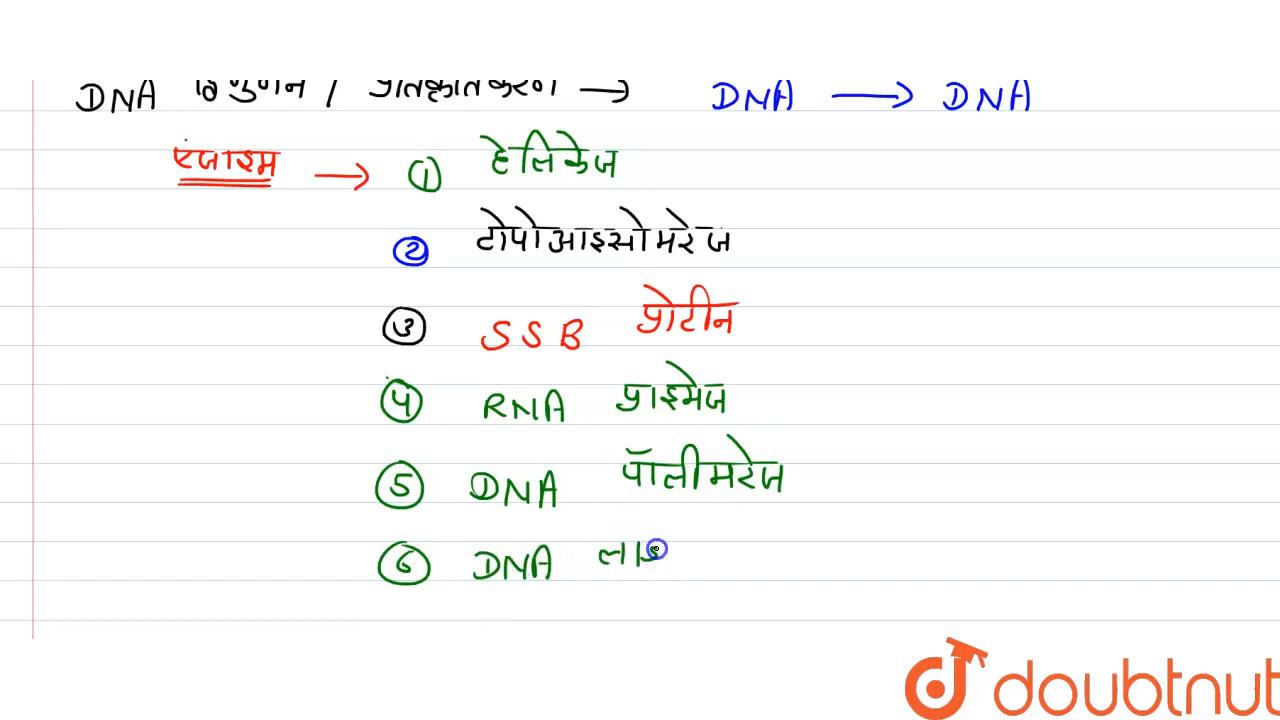 DNA द्विगुणन / प्रतिकृतिकरण → DNA → DNA
एंजाइम → ① हेलिकेज
② टोपोआइसोमरेज
③ SSB प्रोटीन
④ RNA प्राइमेज
⑤ DNA पॉलीमरेज
⑥ DNA लाइ
doubtnut